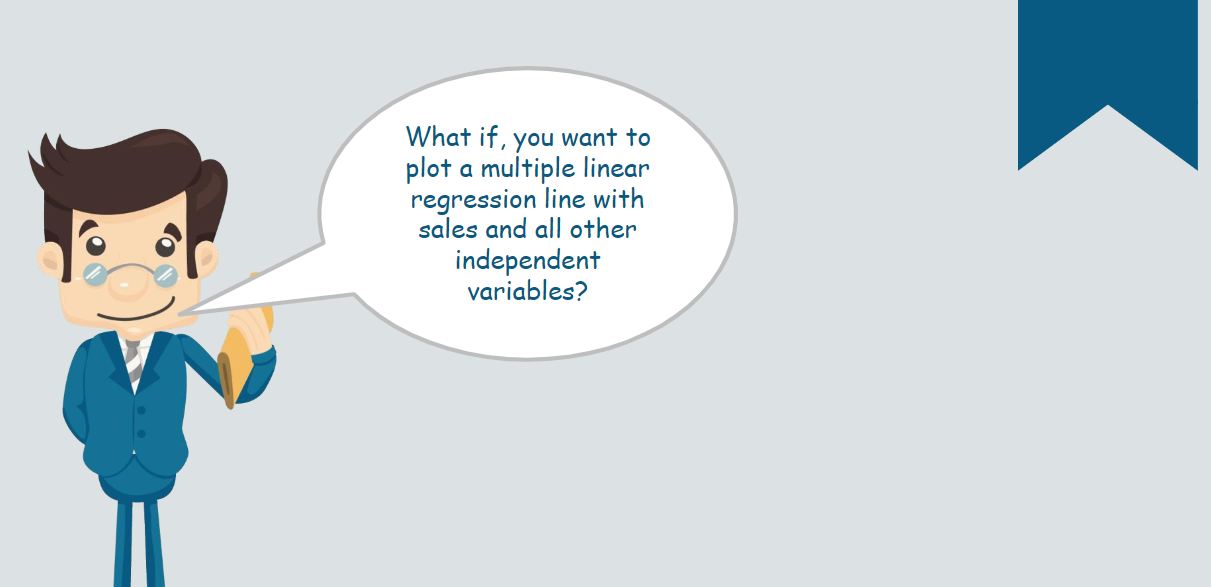 What if, you want to
plot a multiple linear
regression line with
sales and all other
independent
variables?